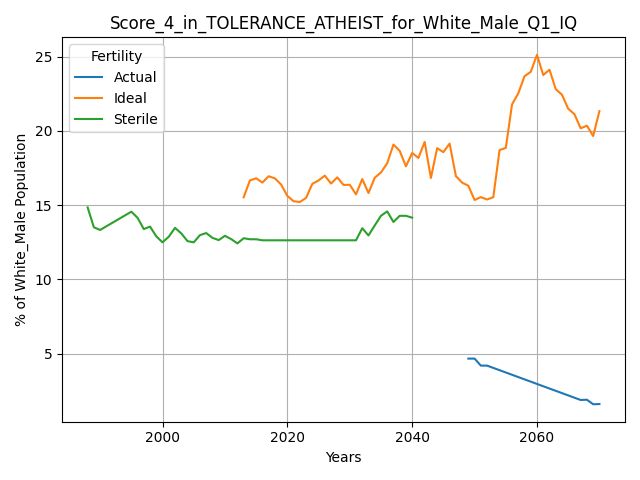 Score_4_in_TOLERANCE_ATHEIST_for_White_Male_Q1_IQ
Fertility
Actual
Ideal
Sterile
% of White_Male Population
25
20
15
10
5
2000
2020
2040
2060
Years